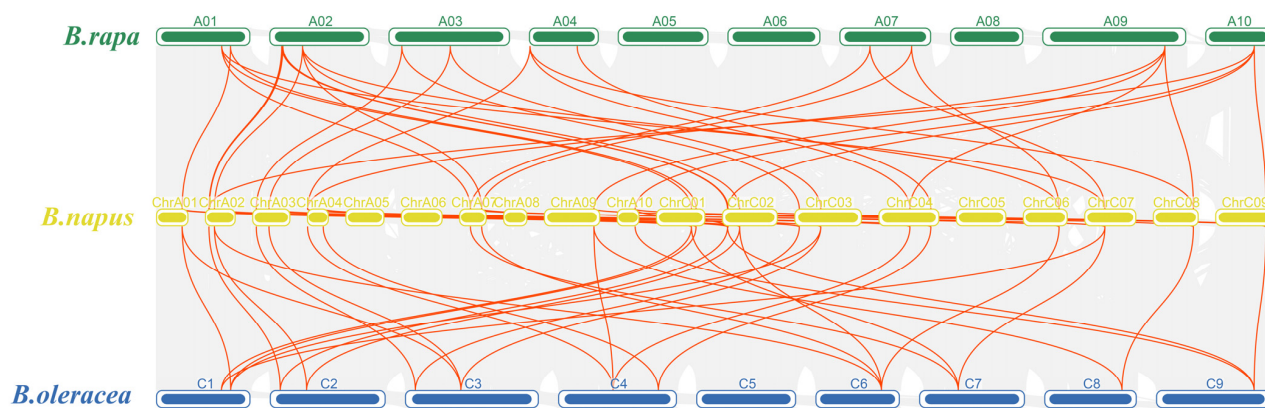 A01 A02 A03 A04 A05 A06 A07 A08 A09 A10
B.rapa
ChrA01 ChrA02 ChrA03 ChrA04 ChrA05 ChrA06 ChrA07 ChrA08 ChrA09 ChrA10 ChrC01 ChrC02 ChrC03 ChrC04 ChrC05 ChrC06 ChrC07 ChrC08 ChrC09
B.napus
C1 C2 C3 C4 C5 C6 C7 C8 C9
B.oleracea